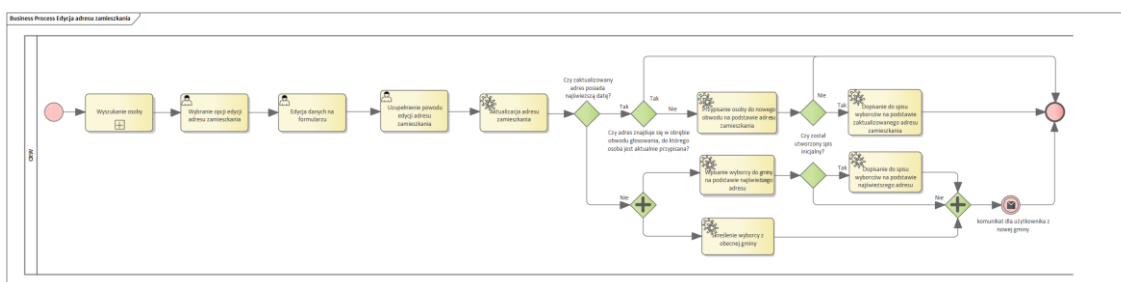 Business Process Edycja adresu zamieszkania
CRW
Wyszukanie osoby
Wybranie opcji edycji
adresu zamieszkania
Edycja danych na
formularzu
Uzupełnienie powodu
edycji adresu
zamieszkania
Aktualizacja adresu
zamieszkania
Czy zaktualizowany
adres posiada
najświeższą datę?
Tak
Nie
Czy adres znajduje się w obrębie
obwodu głosowania, do którego
osoba jest aktualnie przypisana?
Tak
Nie
Przypisanie osoby do nowego
obwodu na podstawie adresu
zamieszkania
Nie
Tak
Czy został
utworzony spis
inicjalny?
Dopisanie do spisu
wyborców na podstawie
zaktualizowanego adresu
zamieszkania
Wpisanie wyborcy do gminy
na podstawie najświeższego
adresu
Tak
Nie
Dopisanie do spisu
wyborców na podstawie
najświeższego adresu
Skreślenie wyborcy z
obecnej gminy
komunikat dla użytkownika z
nowej gminy